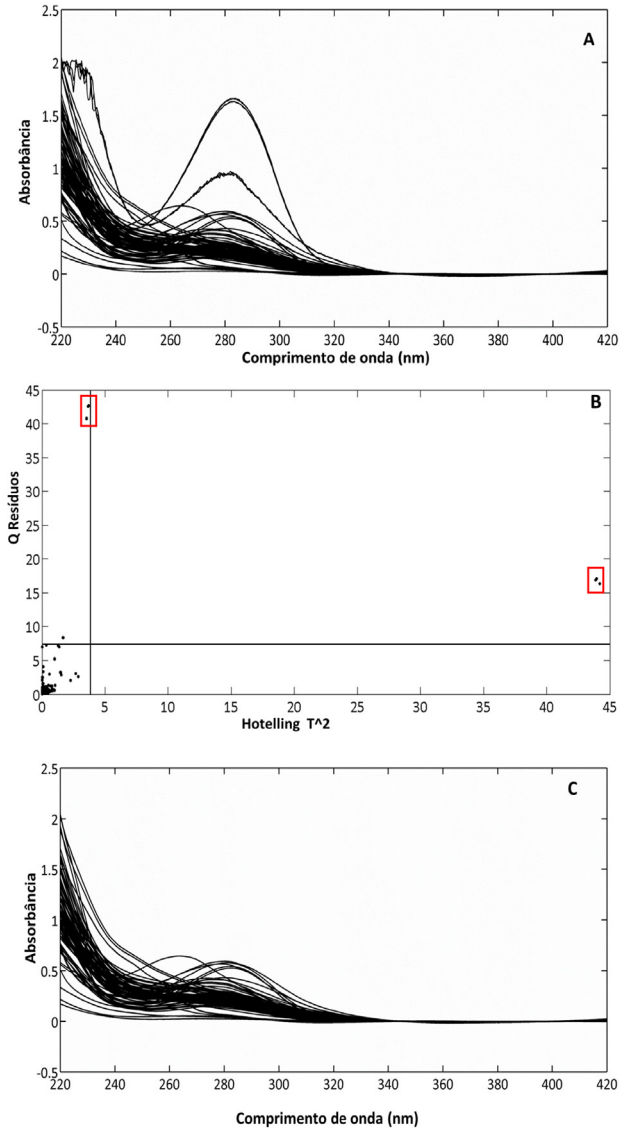 2.5
A
2
1.5
1
0.5
0
-0.5
Absorbância
220 240 260 280 300 320 340 360 380 400 420
Comprimento de onda (nm)
45
B
40
35
30
25
20
15
10
5
0
Q Resíduos
0 5 10 15 20 25 30 35 40 45
Hotelling T^2
2.5
C
2
1.5
1
0.5
0
-0.5
Absorbância
220 240 260 280 300 320 340 360 380 400 420
Comprimento de onda (nm)